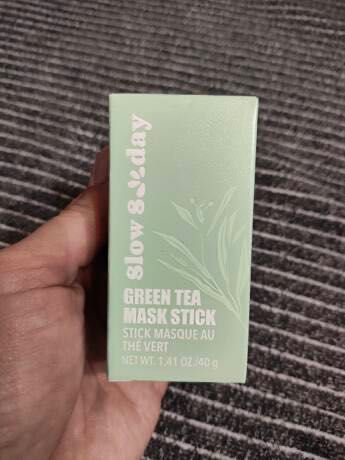 slow sunday
GREEN TEA
MASK STICK
STICK MASQUE AU
THÉ VERT
NET WT. 1.41 OZ./40 g